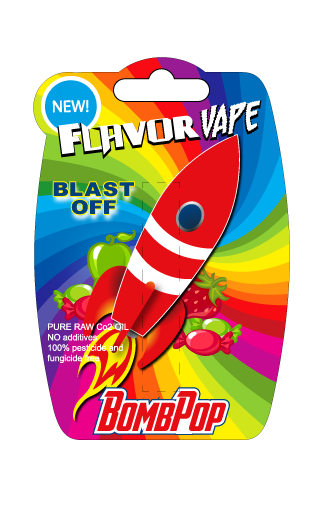 NEW!
FLAVOR VAPE
BLAST
OFF
PURE RAW Co2 OIL
NO additives
100% pesticide and
fungicide
BOMBPOP